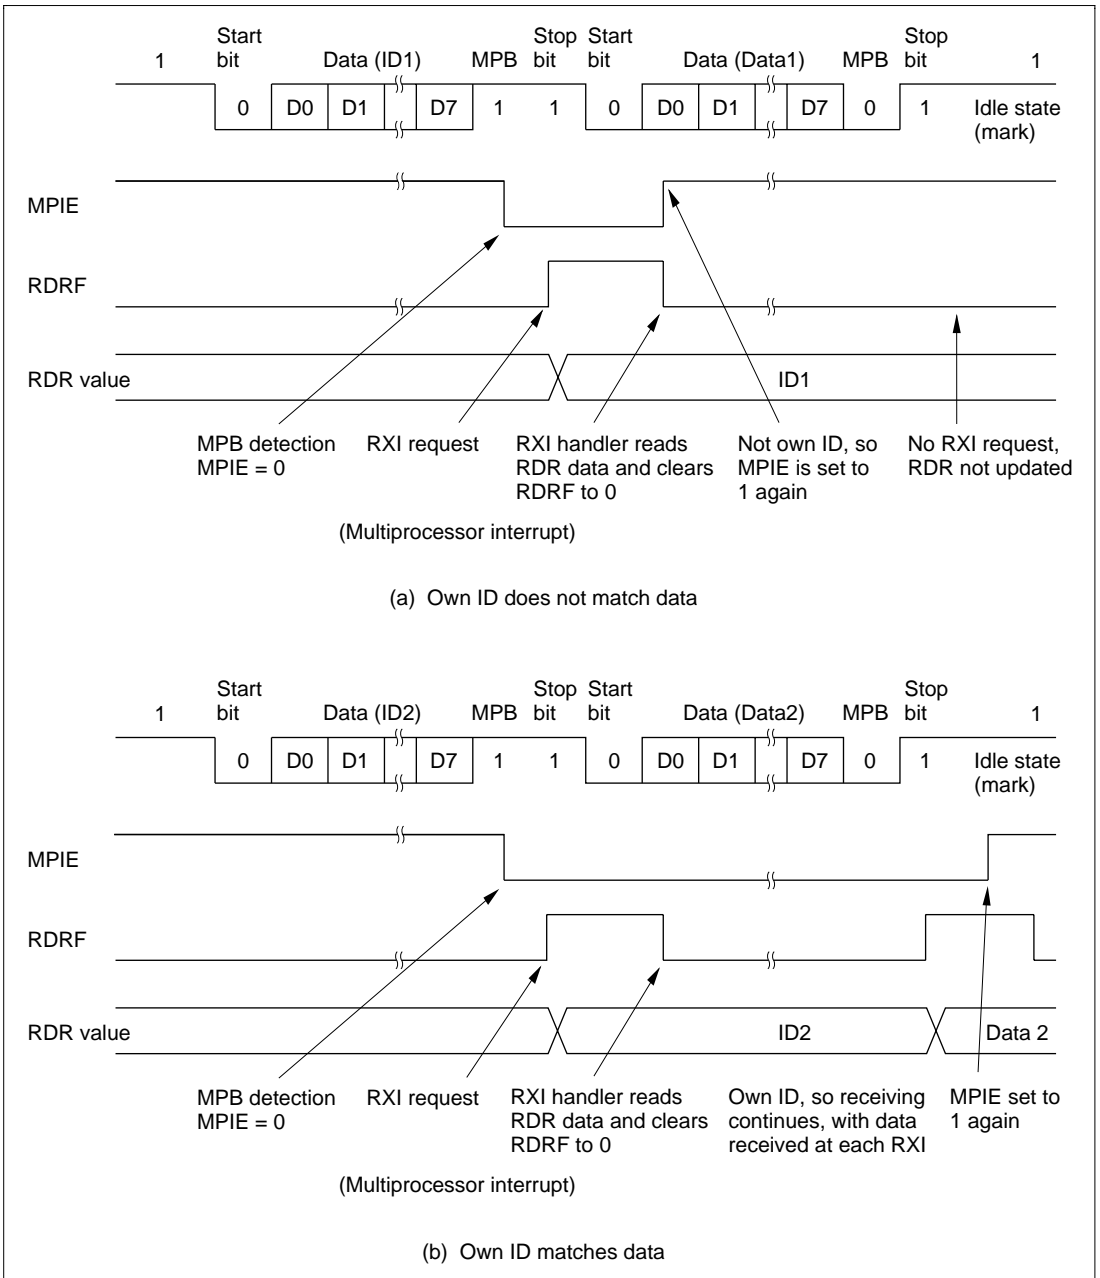 Start Stop Start Stop
1 bit Data (ID1) MPB bit bit Data (Data1) MPB bit 1
0 D0 D1 D7 1 1 0 D0 D1 D7 0 1 Idle state
(mark)
MPIE
RDRF
RDR value ID1
MPB detection
MPIE = 0
RXI request
RXI handler reads
RDR data and clears
RDRF to 0
Not own ID, so
MPIE is set to
1 again
No RXI request,
RDR not updated
(Multiprocessor interrupt)
(a) Own ID does not match data
Start Stop Start Stop
1 bit Data (ID2) MPB bit bit Data (Data2) MPB bit 1
0 D0 D1 D7 1 1 0 D0 D1 D7 0 1 Idle state
(mark)
MPIE
RDRF
RDR value ID2 Data 2
MPB detection
MPIE = 0
RXI request
RXI handler reads
RDR data and clears
RDRF to 0
Own ID, so receiving
continues, with data
received at each RXI
MPIE set to
1 again
(Multiprocessor interrupt)
(b) Own ID matches data